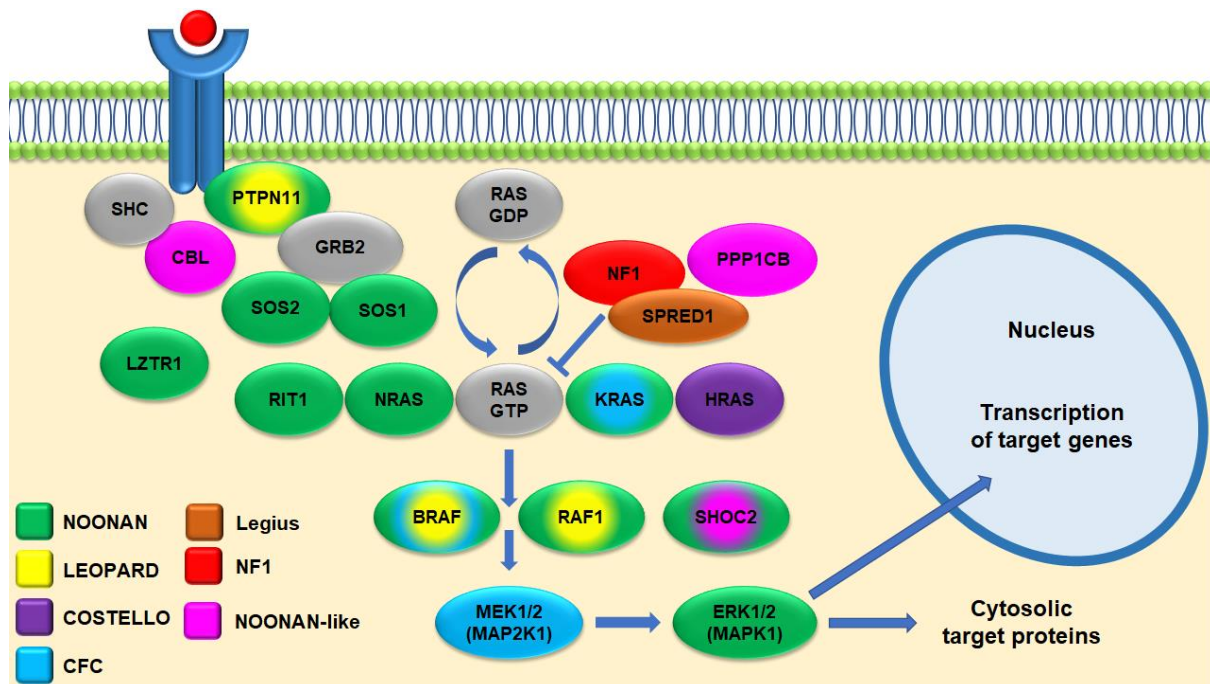 SHC
PTPN11
CBL
GRB2
SOS2
SOS1
LZTR1
RAS
GDP
NF1
PPP1CB
SPRED1
RIT1
NRAS
RAS
GTP
KRAS
HRAS
Nucleus
Transcription
of target genes
BRAF
RAF1
SHOC2
MEK1/2
(MAP2K1)
ERK1/2
(MAPK1)
Cytosolic
target proteins
NOONAN
LEOPARD
COSTELLO
CFC
Legius
NF1
NOONAN-like